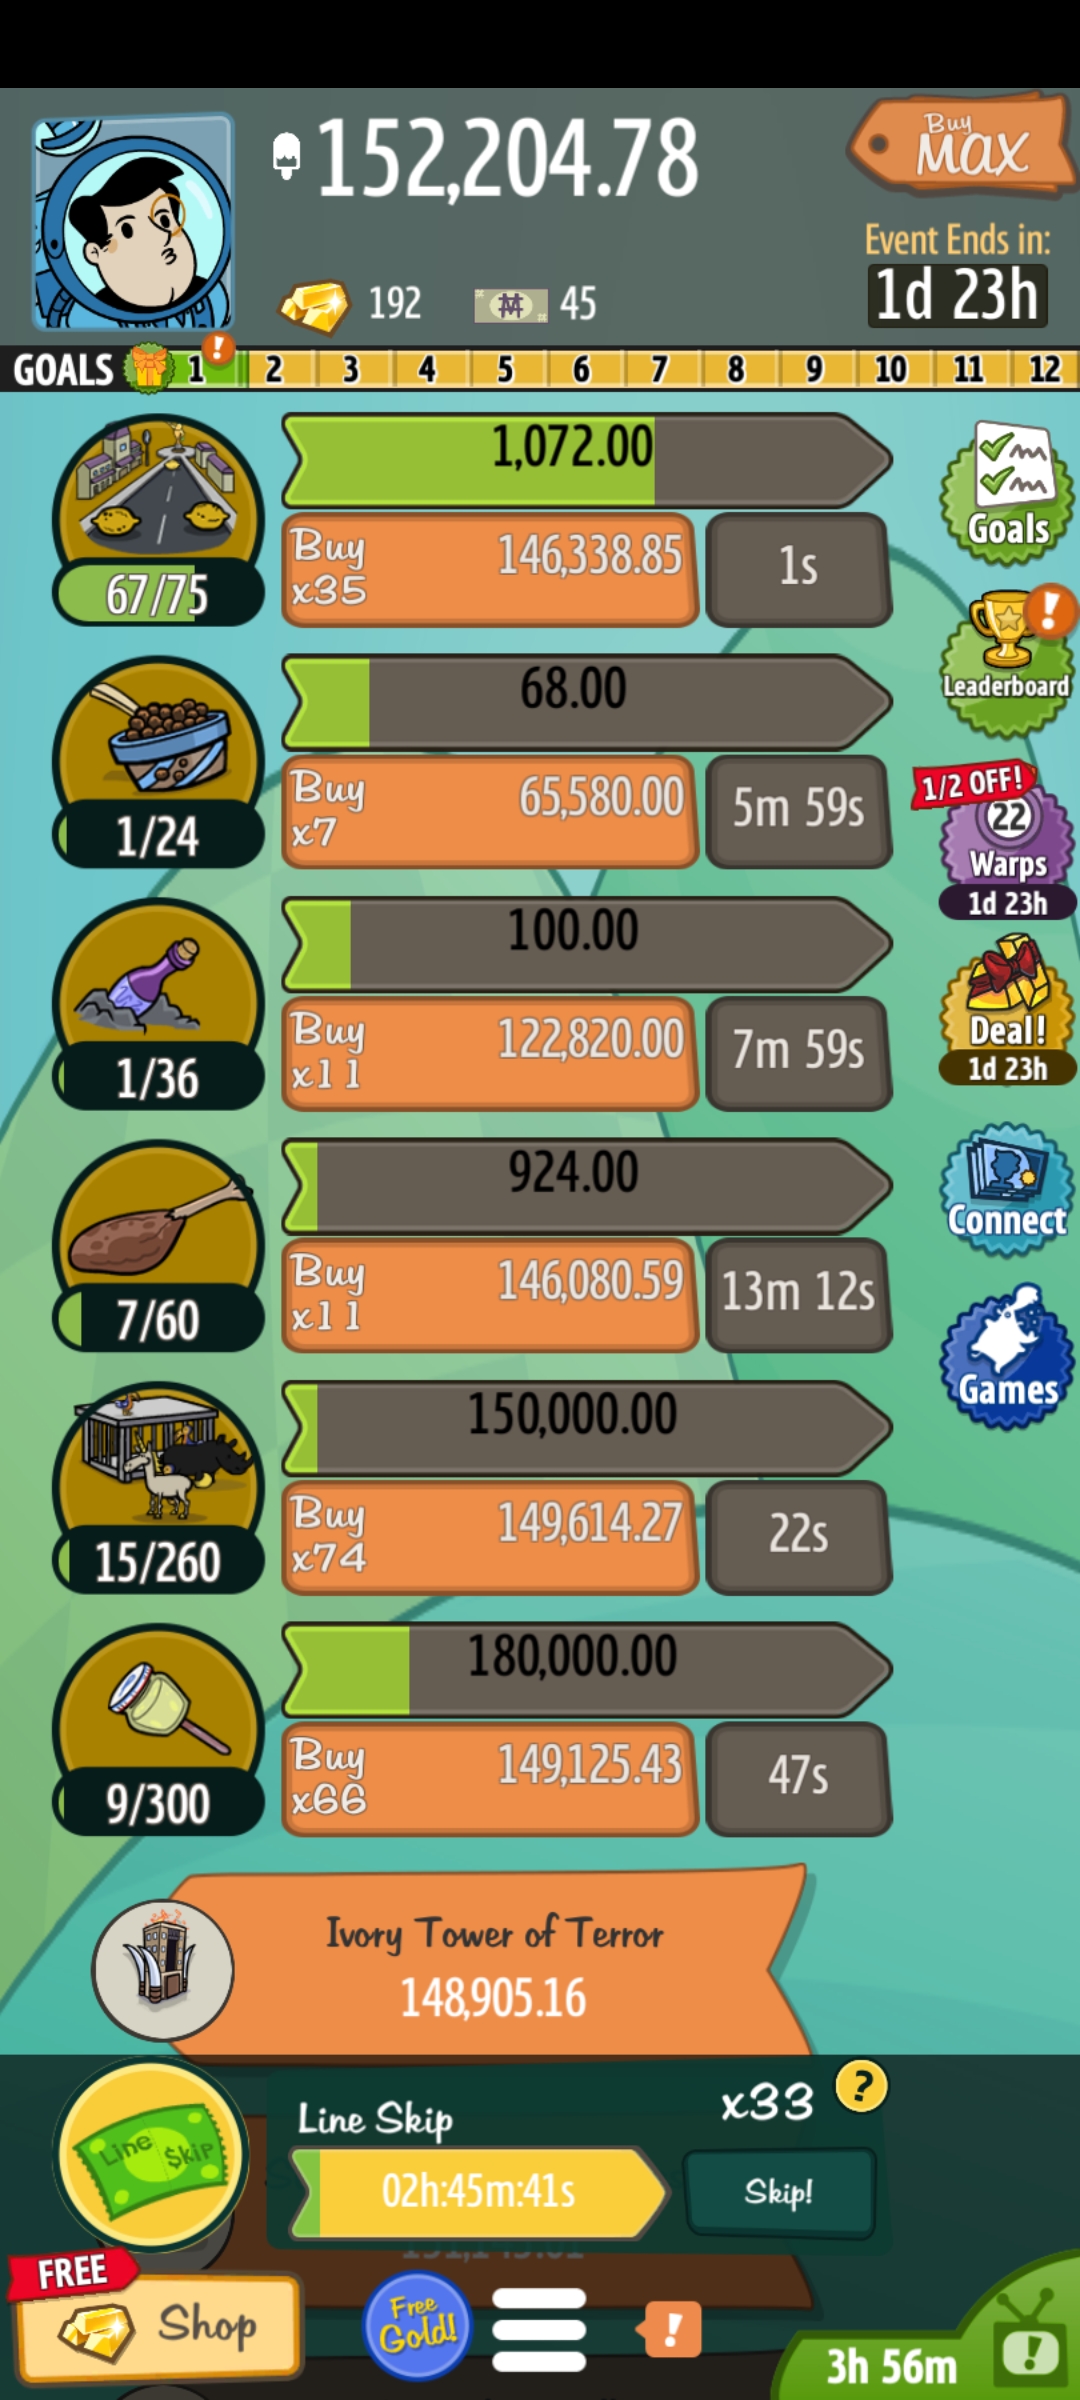 152,204.78
Buy
MAX
192
45
Event Ends in:
1d 23h
GOALS 1 ! 2 3 4 5 6 7 8 9 10 11 12
1,072.00
Buy
x35
146,338.85
1s
67/75
Goals
68.00
Buy
x7
65,580.00
5m 59s
1/24
!
Leaderboard
100.00
Buy
x11
122,820.00
7m 59s
1/36
1/2 OFF!
22
Warps
1d 23h
Deal!
1d 23h
924.00
Buy
x11
146,080.59
13m 12s
7/60
Connect
Games
150,000.00
Buy
x74
149,614.27
22s
15/260
180,000.00
Buy
x66
149,125.43
47s
9/300
Ivory Tower of Terror
148,905.16
Line $kip
Line Skip
x33
?
02h:45m:41s
Skip!
FREE
Shop
Free
Gold!
!
3h 56m
!